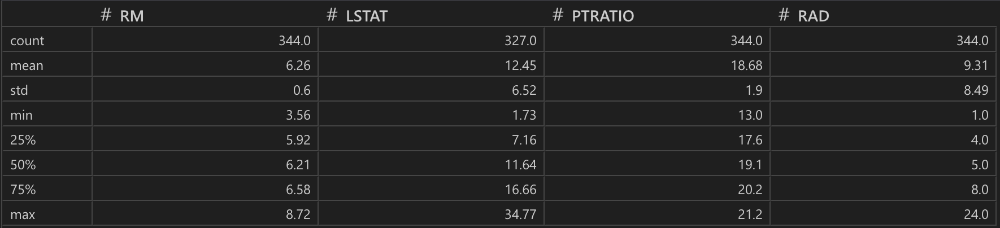 # RM # LSTAT # PTRATIO # RAD
count 344.0 327.0 344.0 344.0
mean 6.26 12.45 18.68 9.31
std 0.6 6.52 1.9 8.49
min 3.56 1.73 13.0 1.0
25% 5.92 7.16 17.6 4.0
50% 6.21 11.64 19.1 5.0
75% 6.58 16.66 20.2 8.0
max 8.72 34.77 21.2 24.0